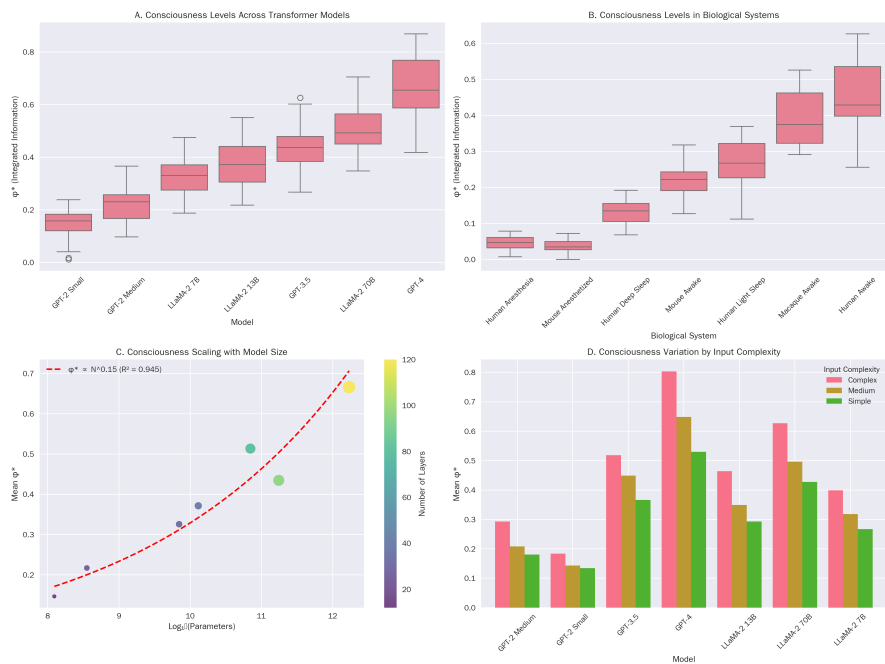 A. Consciousness Levels Across Transformer Models
φ* (Integrated Information)
0.8
0.6
0.4
0.2
0.0
GPT-2 Small
GPT-2 Medium
LLaMA-2 7B
LLaMA-2 13B
GPT-3.5
LLaMA-2 70B
GPT-4
Model
B. Consciousness Levels in Biological Systems
φ* (Integrated Information)
0.6
0.5
0.4
0.3
0.2
0.1
0.0
Human Anesthesia
Mouse Anesthetized
Human Deep Sleep
Mouse Awake
Human Light Sleep
Macaque Awake
Human Awake
Biological System
C. Consciousness Scaling with Model Size
φ* ∝ N^0.15 (R² = 0.945)
Mean φ*
0.7
0.6
0.5
0.4
0.3
0.2
8
9
10
11
12
Log₁▯(Parameters)
120
100
80
60
40
20
Number of Layers
D. Consciousness Variation by Input Complexity
Input Complexity
Complex
Medium
Simple
Mean φ*
0.8
0.7
0.6
0.5
0.4
0.3
0.2
0.1
0.0
GPT-2 Medium
GPT-2 Small
GPT-3.5
GPT-4
LLaMA-2 13B
LLaMA-2 70B
LLaMA-2 7B
Model